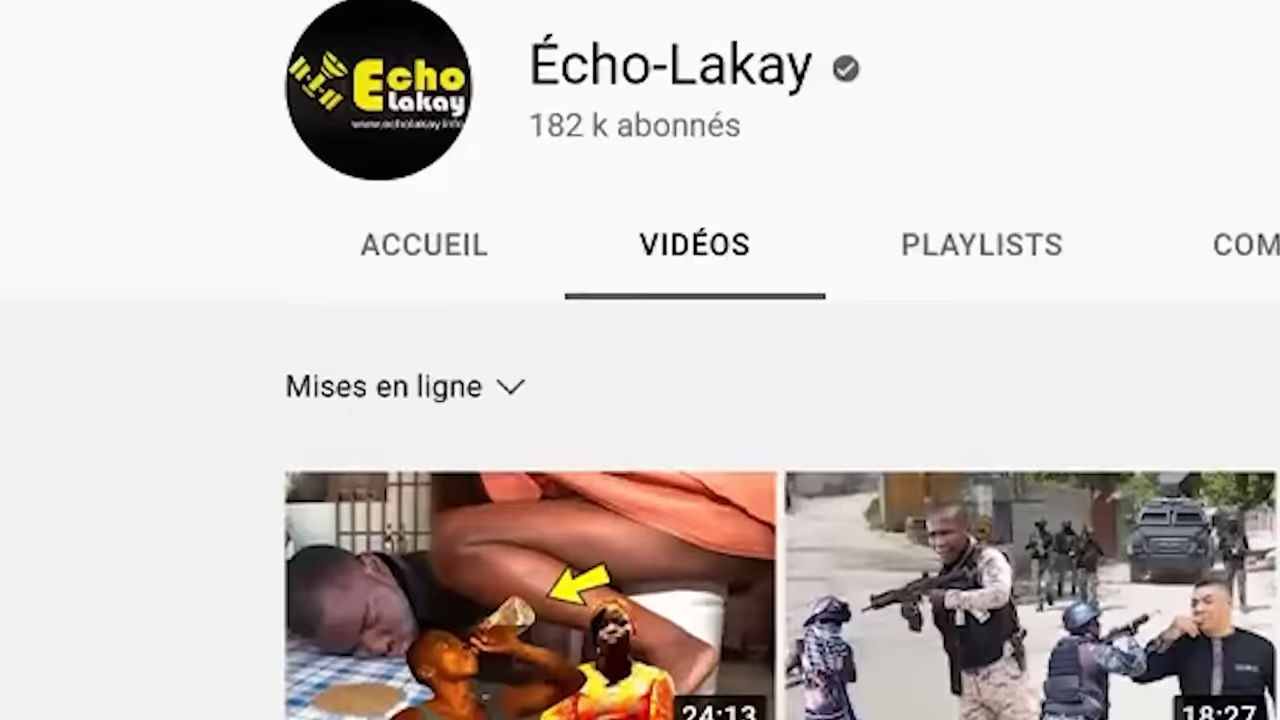 Écho
Lakay
www.echolakay.info
Écho-Lakay
182 k abonnés
ACCUEIL
VIDÉOS
PLAYLISTS
COM
Mises en ligne
24:13
18:27